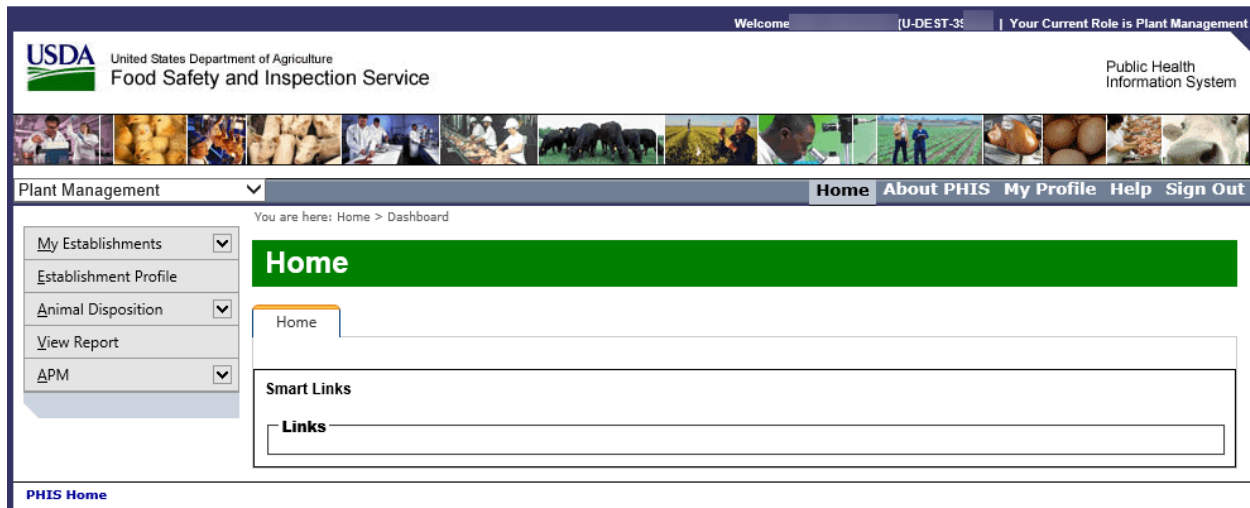 Welcome (U-DEST-39 | Your Current Role is Plant Management
USDA
United States Department of Agriculture
Food Safety and Inspection Service
Public Health
Information System
Plant Management
Home About PHIS My Profile Help Sign Out
You are here: Home > Dashboard
My Establishments
Establishment Profile
Animal Disposition
View Report
APM
Home
Home
Smart Links
Links
PHIS Home